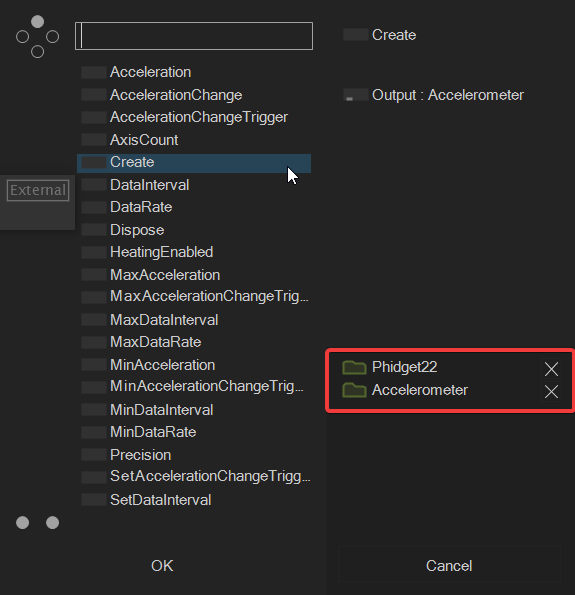 External
Acceleration
AccelerationChange
AccelerationChangeTrigger
AxisCount
Create
DataInterval
DataRate
Dispose
HeatingEnabled
MaxAcceleration
MaxAccelerationChangeTrig...
MaxDataInterval
MaxDataRate
MinAcceleration
MinAccelerationChangeTrig...
MinDataInterval
MinDataRate
Precision
SetAccelerationChangeTrigg...
SetDataInterval
OK
Create
Output : Accelerometer
Phidget22
Accelerometer
Cancel